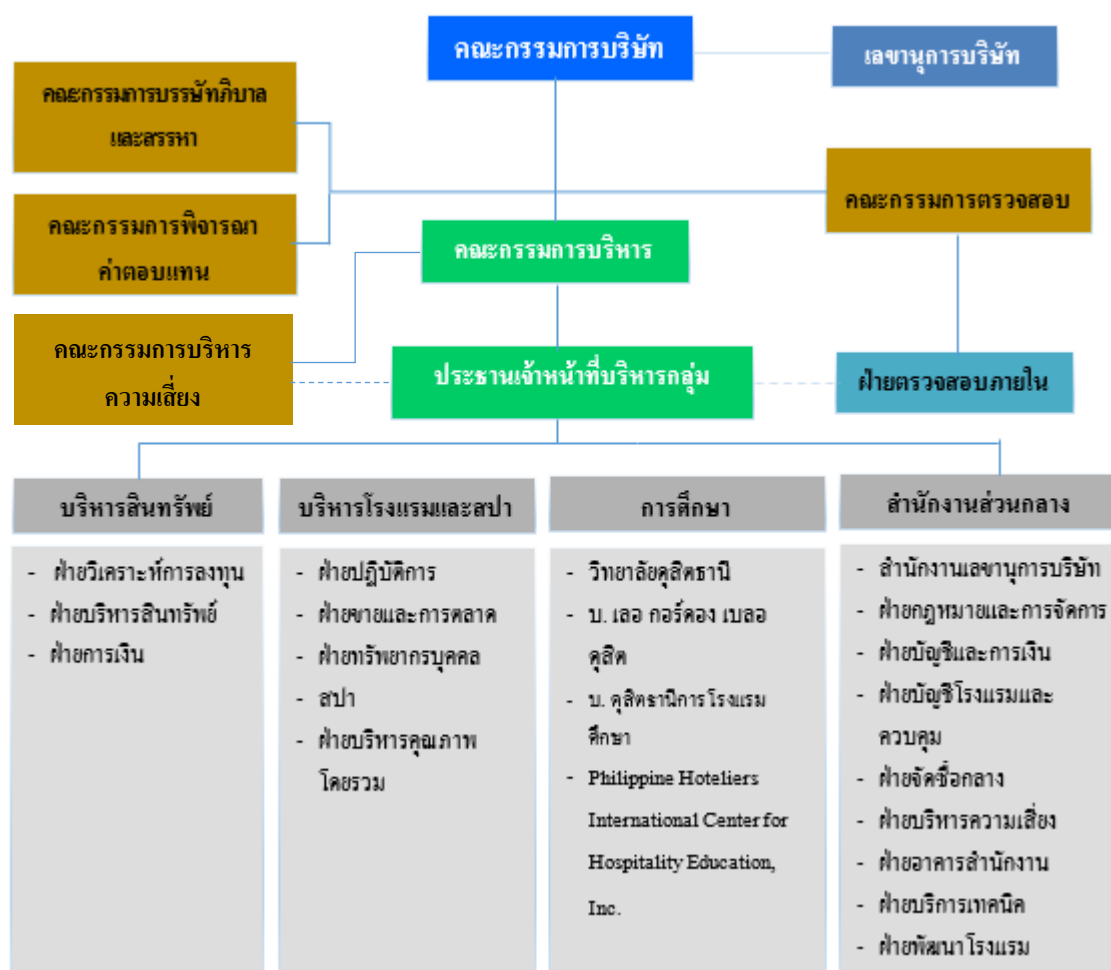 คณะกรรมการบริษัท
เลขานุการบริษัท
คณะกรรมการบรรษัทภิบาล
และสรรหา
คณะกรรมการตรวจสอบ
คณะกรรมการพิจารณา
ค่าตอบแทน
คณะกรรมการบริหาร
คณะกรรมการบริหาร
ความเสี่ยง
ประธานเจ้าหน้าที่บริหารกลุ่ม
ฝ่ายตรวจสอบภายใน
บริหารสินทรัพย์
- ฝ่ายวิเคราะห์การลงทุน
- ฝ่ายบริหารสินทรัพย์
- ฝ่ายการเงิน
บริหารโรงแรมและสปา
- ฝ่ายปฏิบัติการ
- ฝ่ายขายและการตลาด
- ฝ่ายทรัพยากรบุคคล
- สปา
- ฝ่ายบริหารคุณภาพ
โดยรวม
การศึกษา
- วิทยาลัยดุสิตธานี
- บ. เลอ กอร์ดอง เบลอ
ดุสิต
- บ. ดุสิตธานีการโรงแรม
ศึกษา
- Philippine Hoteliers
International Center for
Hospitality Education,
Inc.
สำนักงานส่วนกลาง
- สำนักงานเลขานุการบริษัท
- ฝ่ายกฎหมายและการจัดการ
- ฝ่ายบัญชีและการเงิน
- ฝ่ายบัญชีโรงแรมและ
ควบคุม
- ฝ่ายจัดซื้อกลาง
- ฝ่ายบริหารความเสี่ยง
- ฝ่ายอาคารสำนักงาน
- ฝ่ายบริการเทคนิค
- ฝ่ายพัฒนาโรงแรม